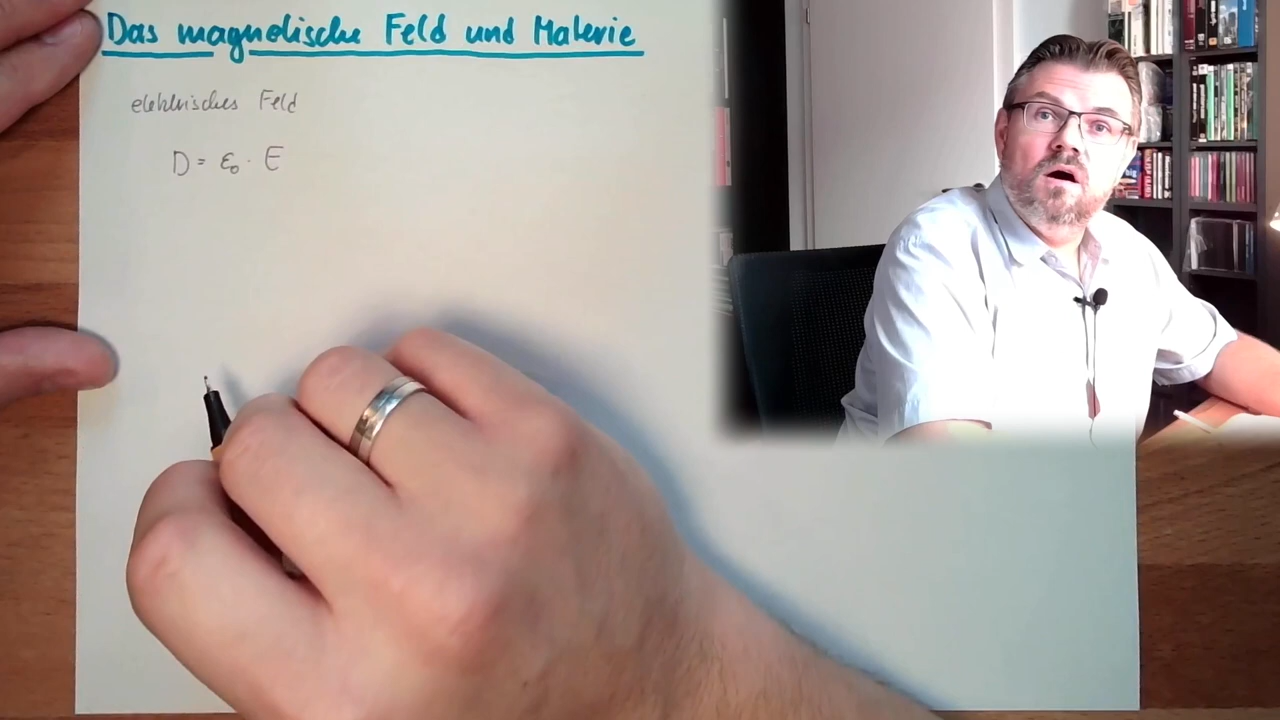 Das magnetische Feld und Materie
elektrisches Feld
D = ε₀ · E